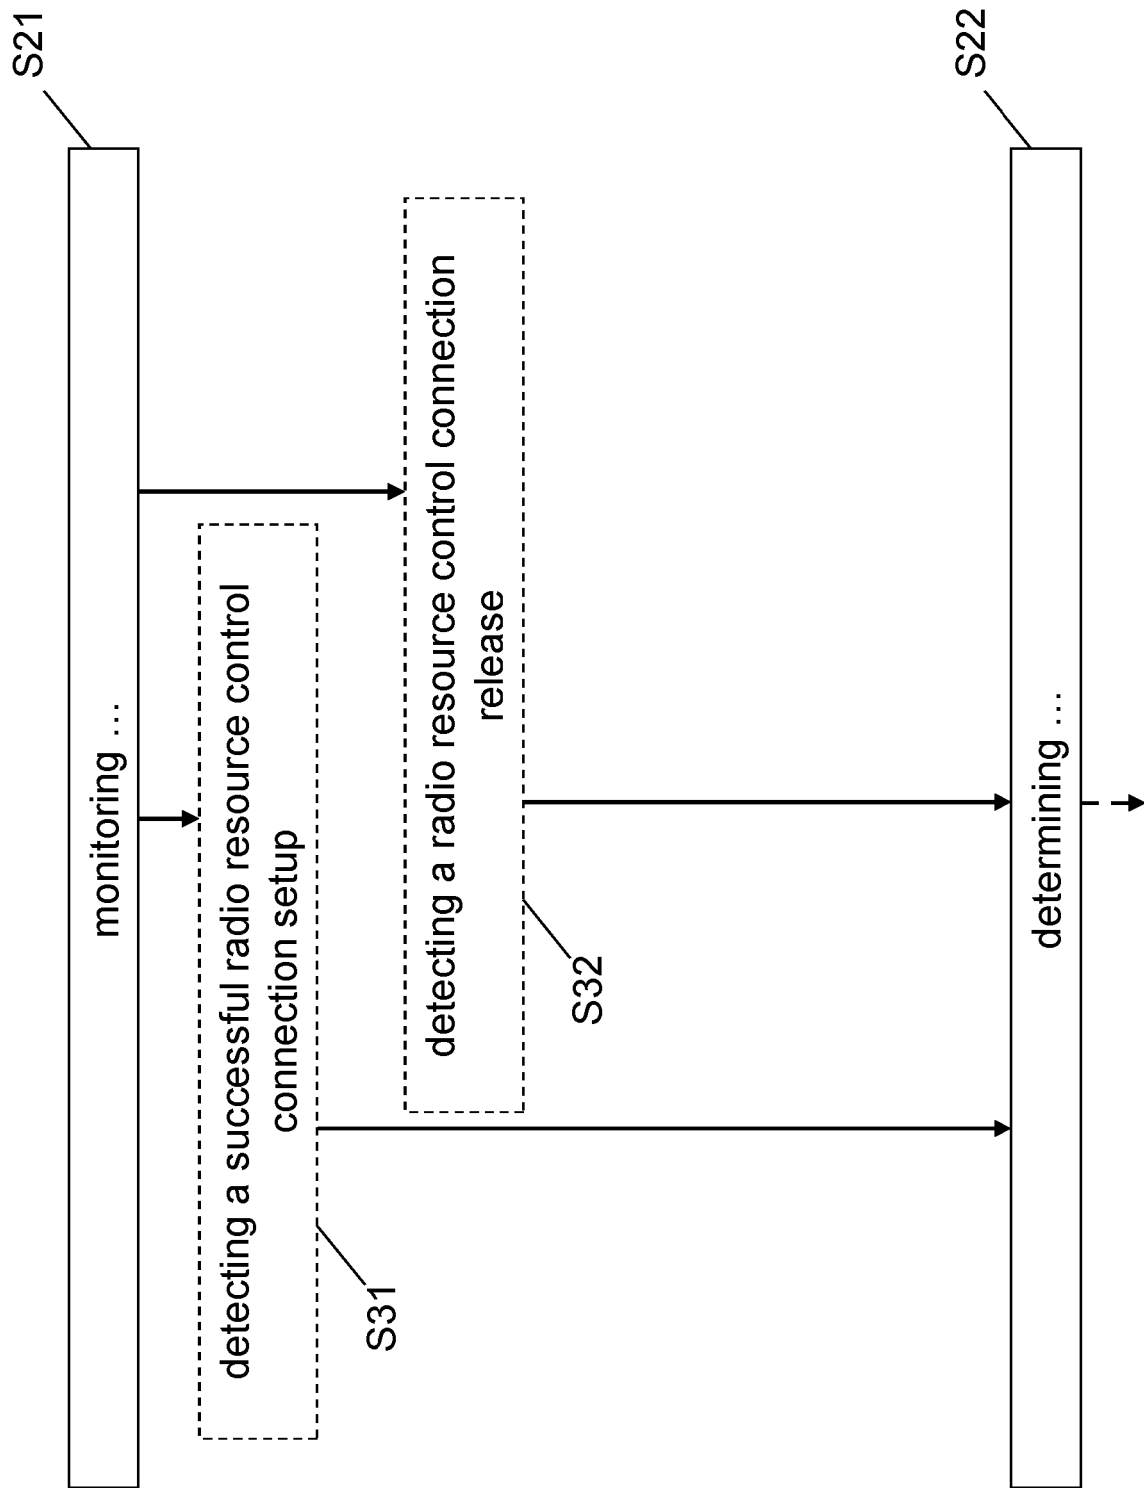 S21
monitoring ...
detecting a successful radio resource control
connection setup
S31
detecting a radio resource control connection
release
S32
determining ...
S22